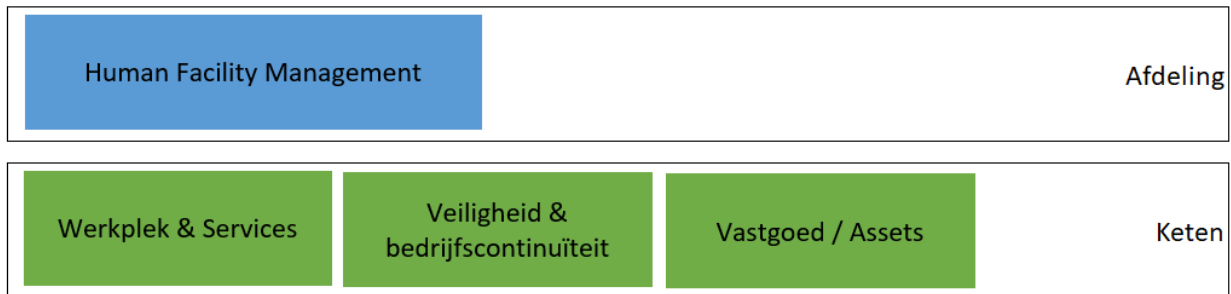 Human Facility Management
Afdeling
Werkplek & Services
Veiligheid &
bedrijfscontinuïteit
Vastgoed / Assets
Keten